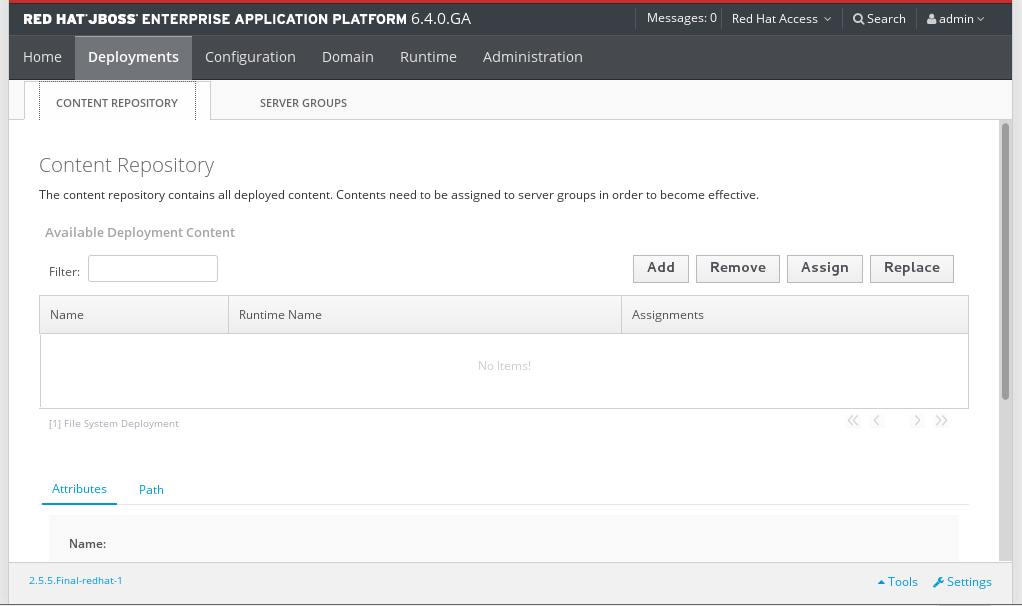 RED HAT® JBOSS® ENTERPRISE APPLICATION PLATFORM 6.4.0.GA
Messages: 0 Red Hat Access Search admin
Home Deployments Configuration Domain Runtime Administration
CONTENT REPOSITORY SERVER GROUPS
Content Repository
The content repository contains all deployed content. Contents need to be assigned to server groups in order to become effective.
Available Deployment Content
Filter: Add Remove Assign Replace
Name Runtime Name Assignments
No Items!
[1] File System Deployment
Attributes Path
Name:
2.5.5.Final-redhat-1 Tools Settings